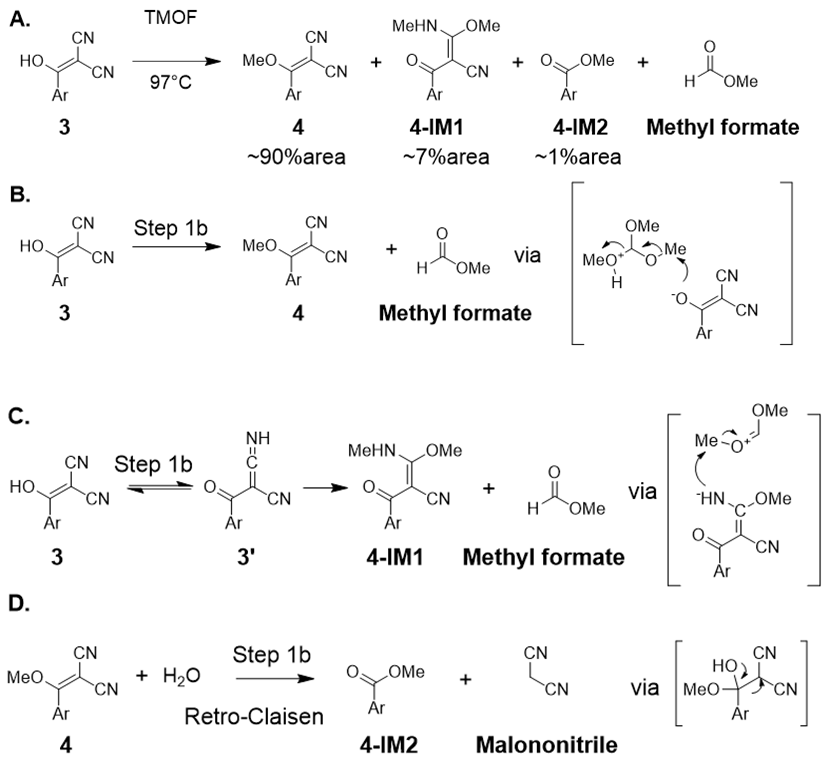 A.
TMOF
97°C
HO CN CN Ar
3
MeO CN CN Ar
4
~90%area
+
MeHN OMe O CN Ar
4-IM1
~7%area
+
O OMe Ar
4-IM2
~1%area
+
O H OMe
Methyl formate
B.
HO CN CN Ar
3
Step 1b
MeO CN CN Ar
4
+
O H OMe
Methyl formate
via
OMe MeO+ H O Me
-O CN CN Ar
C.
HO CN CN Ar
3
Step 1b
NH C O CN Ar
3'
MeHN OMe O CN Ar
4-IM1
+
O H OMe
Methyl formate
via
OMe Me O+
-HN C OMe O CN Ar
D.
MeO CN CN Ar
4
+ H2O
Step 1b
Retro-Claisen
O OMe Ar
4-IM2
+
CN CN
Malononitrile
via
HO CN MeO CN Ar